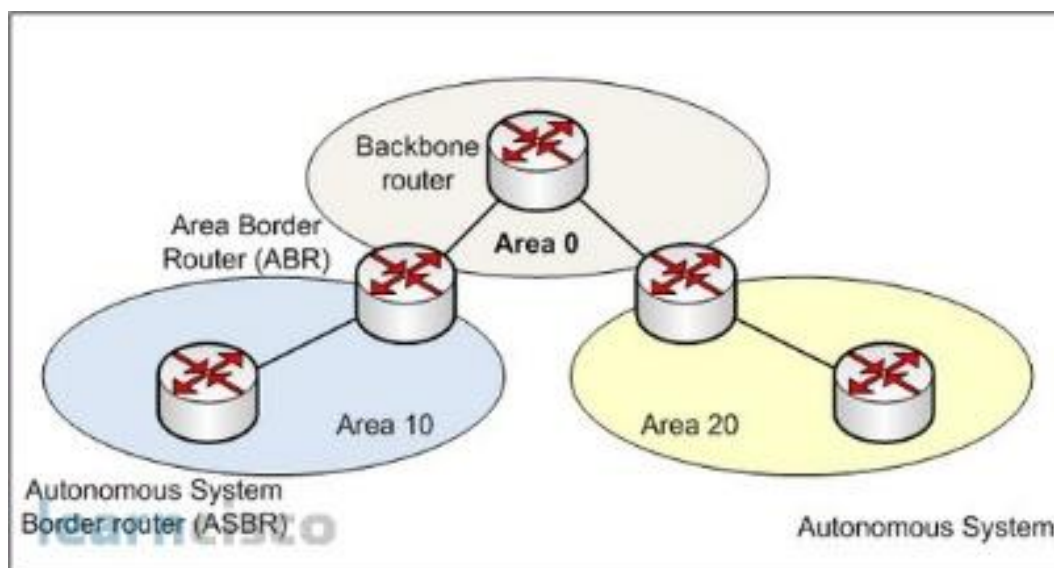 Backbone
router
Area 0
Area Border
Router (ABR)
Area 10
Area 20
Autonomous System
Border router (ASBR)
learncisco
Autonomous System